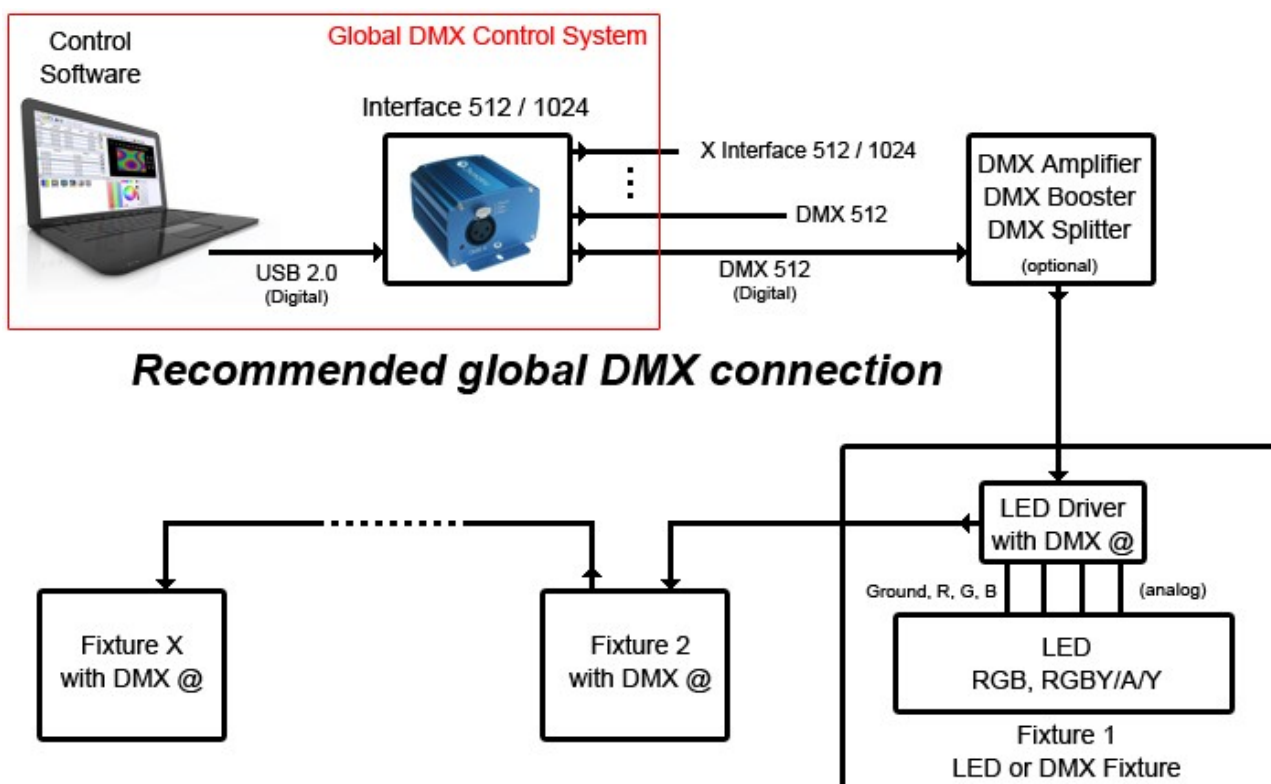 Global DMX Control System
Control
Software
Interface 512 / 1024
X Interface 512 / 1024
DMX 512
USB 2.0
(Digital)
DMX 512
(Digital)
DMX Amplifier
DMX Booster
DMX Splitter
(optional)
Recommended global DMX connection
LED Driver
with DMX @
Ground, R, G, B
(analog)
LED
RGB, RGBY/A/Y
Fixture 1
LED or DMX Fixture
Fixture 2
with DMX @
Fixture X
with DMX @